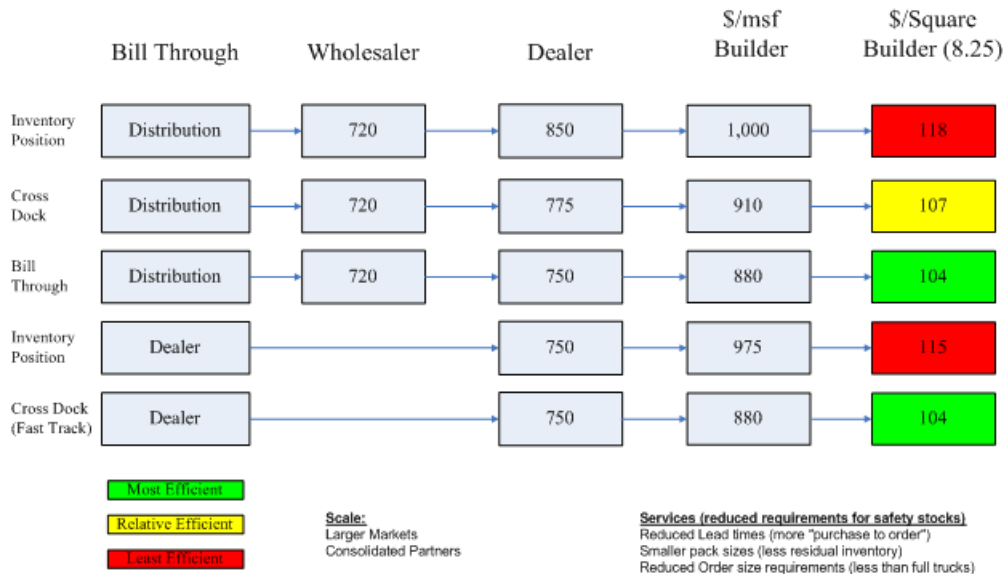 $/msf
Builder
$/Square
Builder (8.25)
Bill Through
Wholesaler
Dealer
Inventory
Position
Distribution
720
850
1,000
118
Cross
Dock
Distribution
720
775
910
107
Bill
Through
Distribution
720
750
880
104
Inventory
Position
Dealer
750
975
115
Cross Dock
(Fast Track)
Dealer
750
880
104
Most Efficient
Relative Efficient
Least Efficient
Scale:
Larger Markets
Consolidated Partners
Services (reduced requirements for safety stocks)
Reduced Lead times (more "purchase to order")
Smaller pack sizes (less residual inventory)
Reduced Order size requirements (less than full trucks)